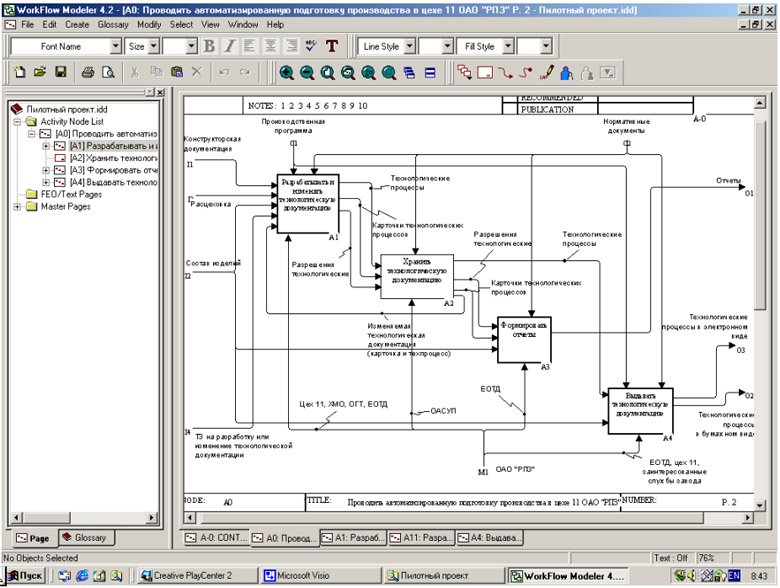 WorkFlow Modeler 4.2 - [A0: Проводить автоматизированную подготовку производства в цехе 11 ОАО "РПЗ" P. 2 - Пилотный проект.idd]
File Edit Create Glossary Modify Select View Window Help
Font Name Size B I T Line Style Fill Style
Пилотный проект.idd
Activity Node List
[A0] Проводить автоматиз
[A1] Разрабатывать и и
[A2] Хранить технологи
[A3] Формировать отче
[A4] Выдавать техноло
FEO/Text Pages
Master Pages
Page Glossary
NOTES: 1 2 3 4 5 6 7 8 9 10
RECOMMENDED
PUBLICATION
A-0
Производственная
программа
C1
Нормативные
документы
C2
Конструкторская
документация
I1
Расцеховка
Состав изделий
I2
I4
ТЗ на разработку или
изменение технологической
документации
Разрабатывать и
изменять
технологическую
документацию
A1
Технологические
процессы
Карточки технологических
процессов
Разрешения
технологические
Хранить
технологическую
документацию
A2
Разрешения
технологические
Технологические
процессы
Карточки технологических
процессов
Изменяемая
технологическая
документация
(карточка и техпроцесс)
Формировать
отчеты
A3
Отчеты
O1
Технологические
процессы в электронном
виде
O3
O2
Технологические
процессы
в бумажном виде
Выдавать
технологическую
документацию
A4
Цех 11, ХМО, ОГТ, ЕОТД
ОАСУП
ЕОТД
M1 ОАО "РПЗ"
ЕОТД, цех 11,
заинтересованные
службы завода
NODE: A0 TITLE: Проводить автоматизированную подготовку производства в цехе 11 ОАО "РПЗ" NUMBER: P. 2
A-0: CONT... A0: Провод... A1: Разраб... A11: Разра... A4: Выдава...
No Objects Selected Text : Off 76%
Пуск Creative PlayCenter 2 Microsoft Visio Пилотный проект WorkFlow Modeler 4.... EN 8:43